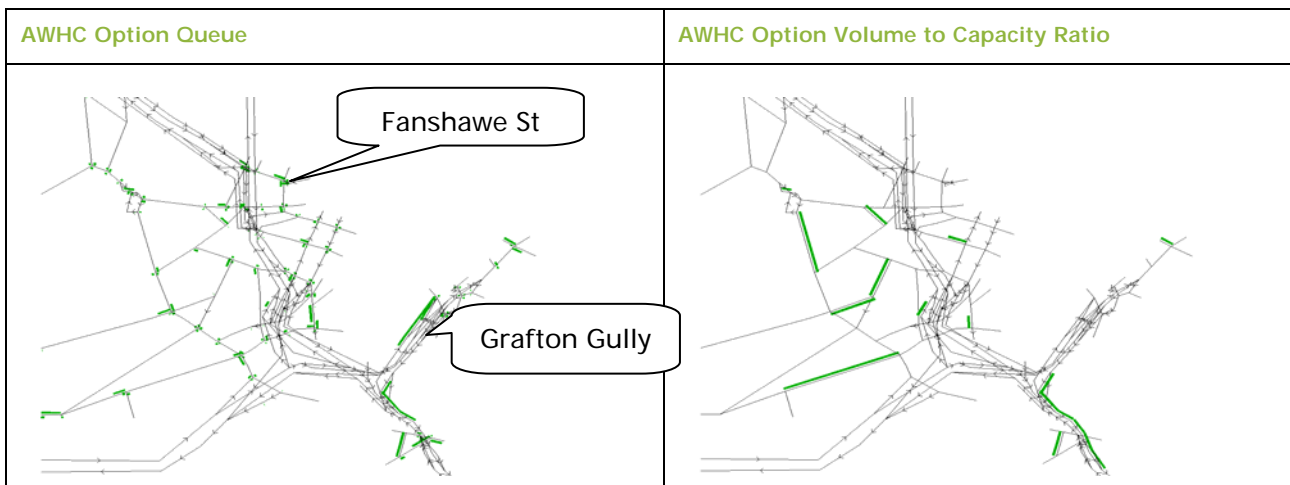 AWHC Option Queue
AWHC Option Volume to Capacity Ratio
Fanshawe St
Grafton Gully